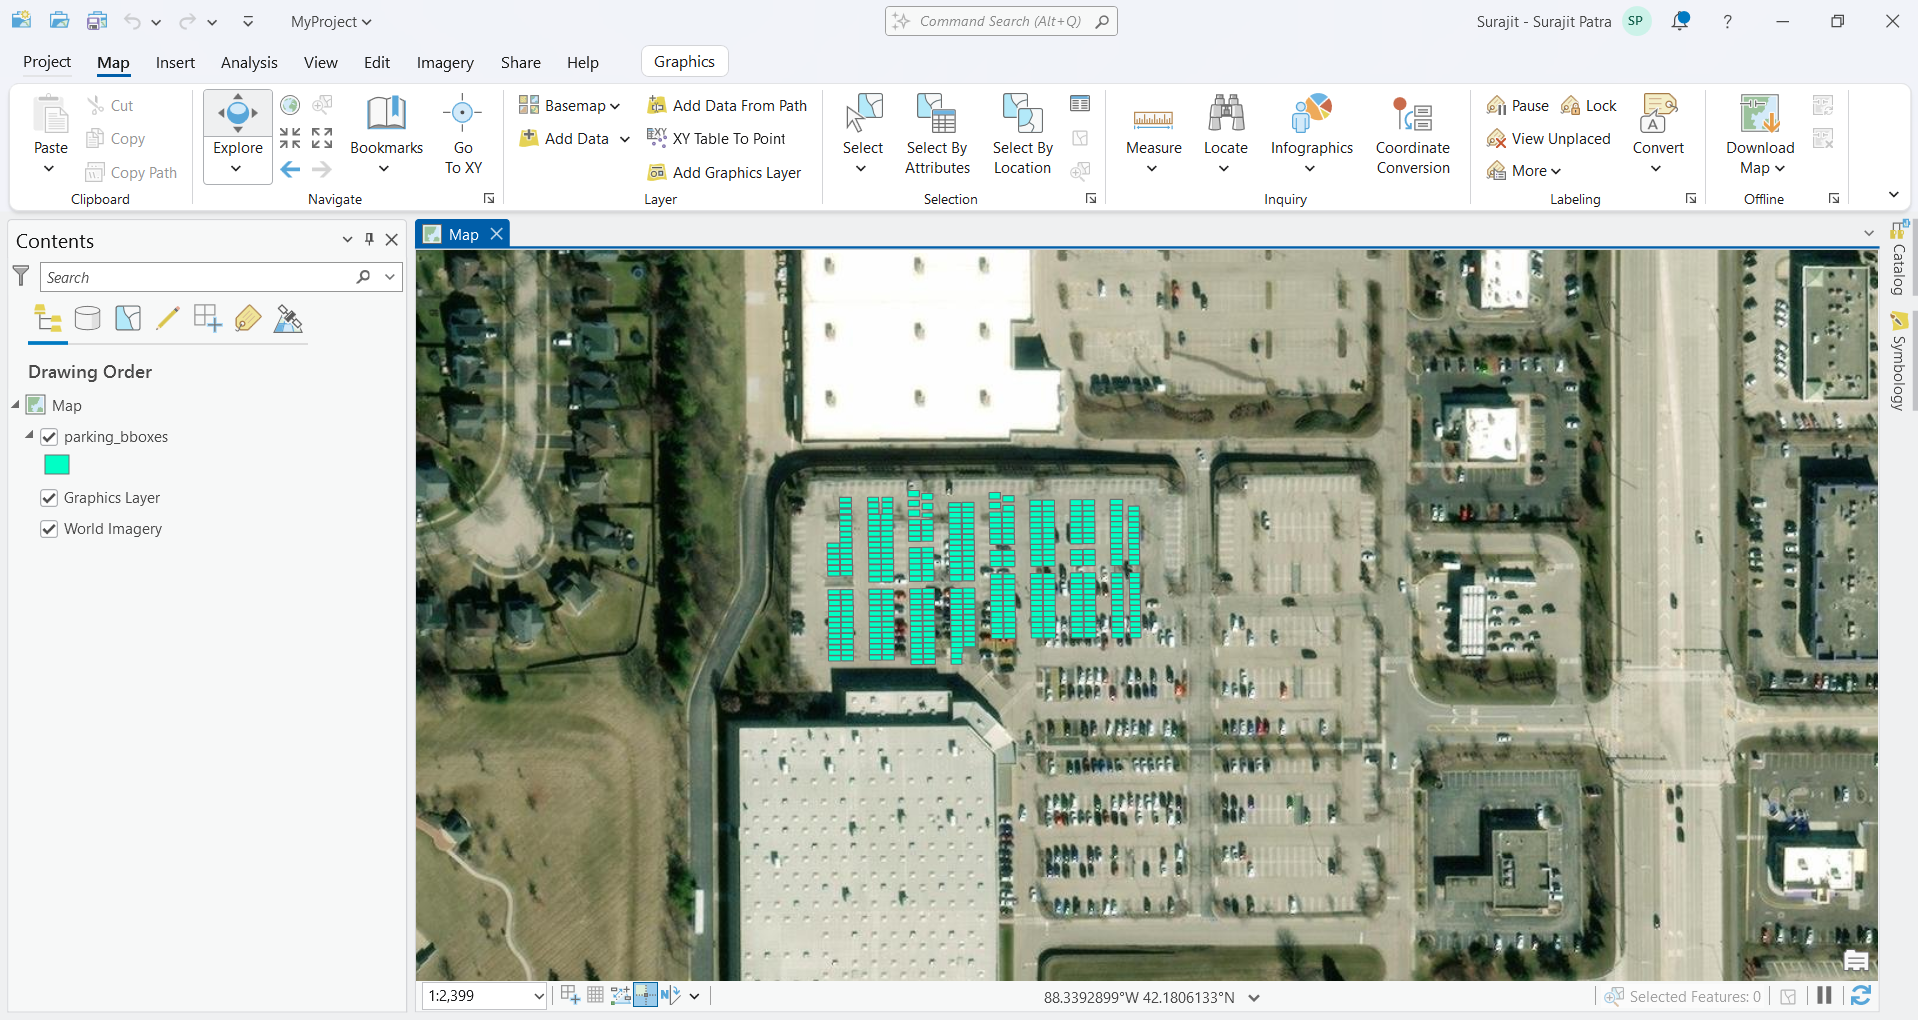 MyProject
Command Search (Alt+Q)
Surajit - Surajit Patra
SP
?
Project
Map
Insert
Analysis
View
Edit
Imagery
Share
Help
Graphics
Paste
Cut
Copy
Copy Path
Clipboard
Explore
Bookmarks
Go
To XY
Navigate
Basemap
Add Data
Add Data From Path
XY Table To Point
Add Graphics Layer
Layer
Select
Select By
Attributes
Select By
Location
Selection
Measure
Locate
Infographics
Coordinate
Conversion
Inquiry
Pause
Lock
View Unplaced
More
Convert
Labeling
Download
Map
Offline
Contents
Search
Drawing Order
Map
parking_bboxes
Graphics Layer
World Imagery
Map
Catalog
Symbology
1:2,399
88.3392899°W 42.1806133°N
Selected Features: 0